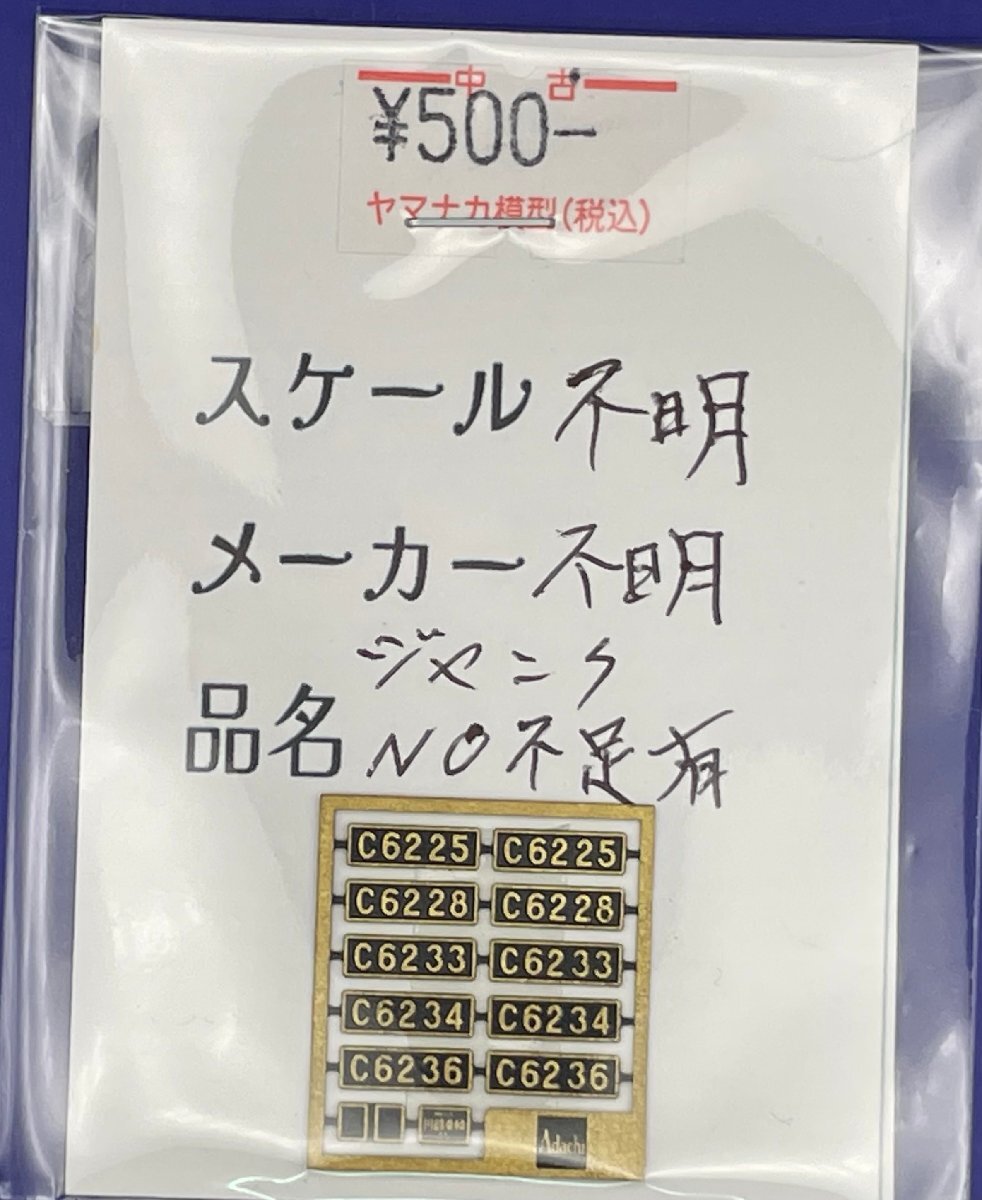 中古
¥500-
ヤマナカ模型(税込)
スケール 不明
メーカー 不明
ジャンク
品名 NO不足有
C6225 C6225
C6228 C6228
C6233 C6233
C6234 C6234
C6236 C6236
Adachi